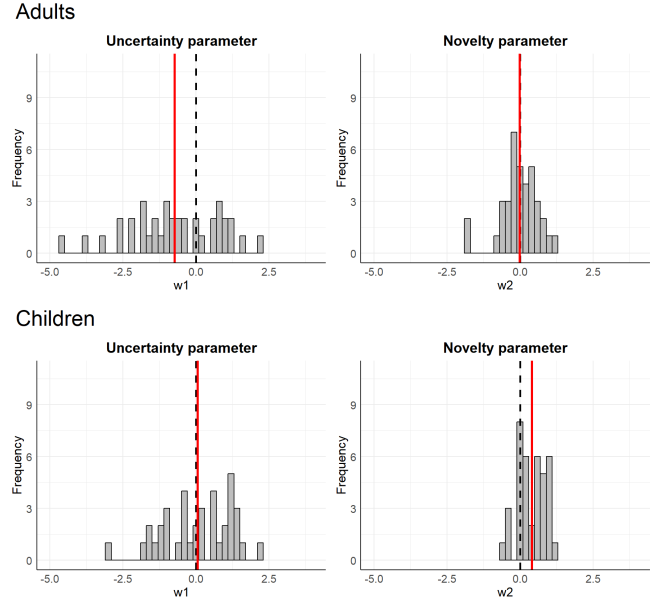 Adults
Uncertainty parameter
Novelty parameter
9
6
3
0
Frequency
-5.0
-2.5
0.0
2.5
w1
9
6
3
0
Frequency
-5.0
-2.5
0.0
2.5
w2
Children
Uncertainty parameter
Novelty parameter
9
6
3
0
Frequency
-5.0
-2.5
0.0
2.5
w1
9
6
3
0
Frequency
-5.0
-2.5
0.0
2.5
w2